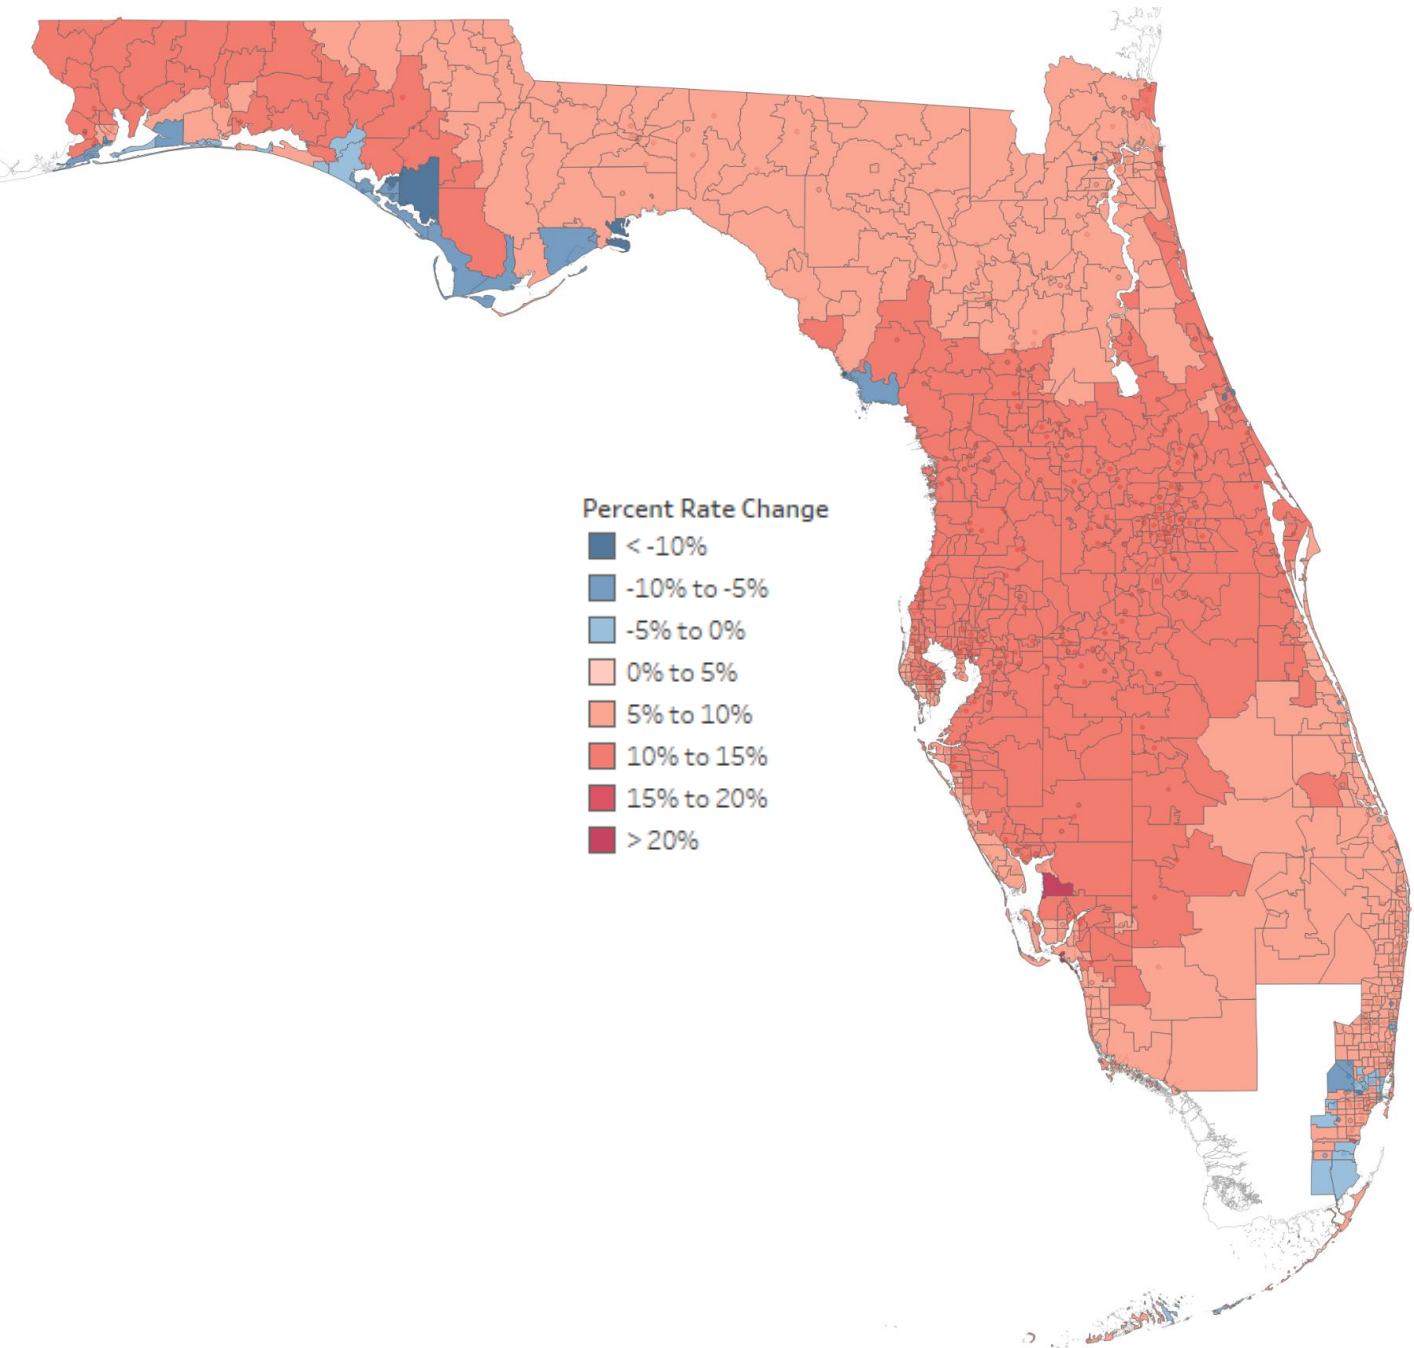 Percent Rate Change
< -10%
-10% to -5%
-5% to 0%
0% to 5%
5% to 10%
10% to 15%
15% to 20%
> 20%